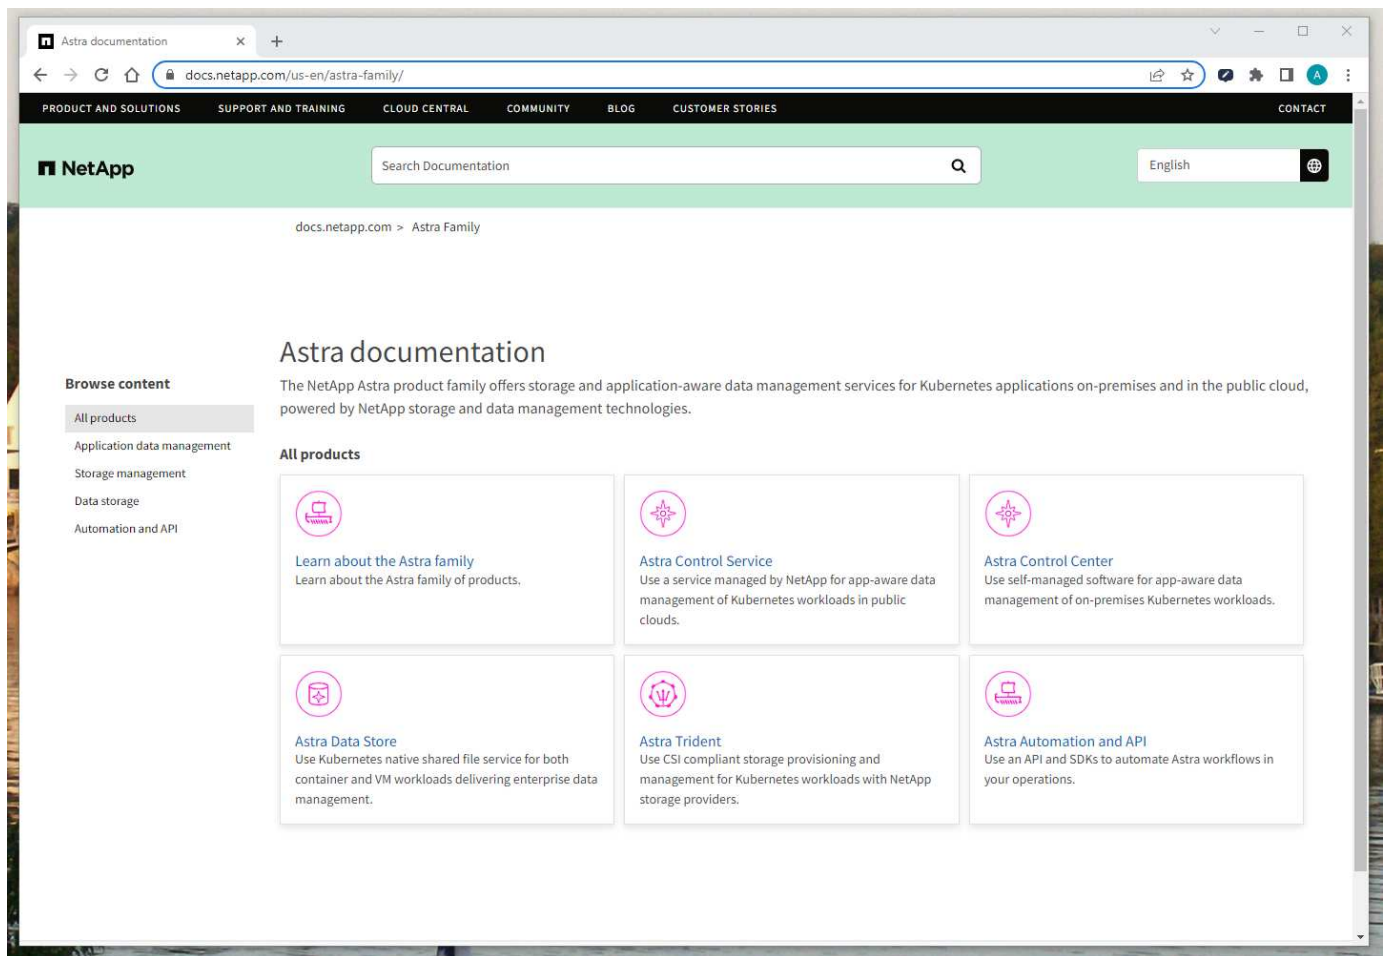 Astra documentation
docs.netapp.com/us-en/astra-family/
A
PRODUCT AND SOLUTIONS SUPPORT AND TRAINING CLOUD CENTRAL COMMUNITY BLOG CUSTOMER STORIES CONTACT
NetApp
Search Documentation
English
docs.netapp.com > Astra Family
Astra documentation
The NetApp Astra product family offers storage and application-aware data management services for Kubernetes applications on-premises and in the public cloud,
powered by NetApp storage and data management technologies.
Browse content
All products
Application data management
Storage management
Data storage
Automation and API
All products
Learn about the Astra family
Learn about the Astra family of products.
Astra Control Service
Use a service managed by NetApp for app-aware data
management of Kubernetes workloads in public
clouds.
Astra Control Center
Use self-managed software for app-aware data
management of on-premises Kubernetes workloads.
Astra Data Store
Use Kubernetes native shared file service for both
container and VM workloads delivering enterprise data
management.
Astra Trident
Use CSI compliant storage provisioning and
management for Kubernetes workloads with NetApp
storage providers.
Astra Automation and API
Use an API and SDKs to automate Astra workflows in
your operations.